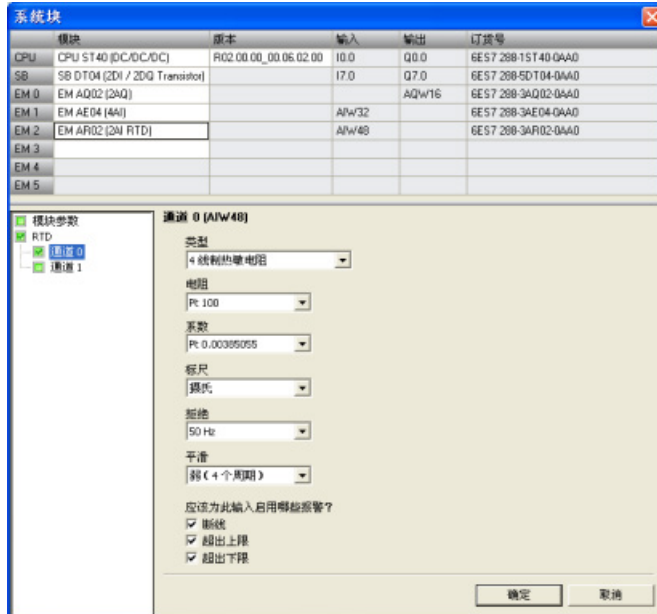 系统块
模块 版本 输入 输出 订货号
CPU CPU ST40 (DC/DC/DC) R02.00.00_00.06.02.00 I0.0 Q0.0 6ES7 288-1ST40-0AA0
SB SB DT04 (2DI / 2DQ Transistor) I7.0 Q7.0 6ES7 288-5DT04-0AA0
EM 0 EM AQ02 (2AQ) AQW16 6ES7 288-3AQ02-0AA0
EM 1 EM AE04 (4AI) AIW32 6ES7 288-3AE04-0AA0
EM 2 EM AR02 (2AI RTD) AIW48 6ES7 288-3AR02-0AA0
EM 3
EM 4
EM 5
模块参数
RTD
通道 0
通道 1
通道 0 (AIW48)
类型
4 线制热敏电阻
电阻
Pt 100
系数
Pt 0.00385055
标尺
摄氏
拒绝
50 Hz
平滑
弱(4 个周期)
应该为此输入启用哪些报警?
断线
超出上限
超出下限
确定 取消